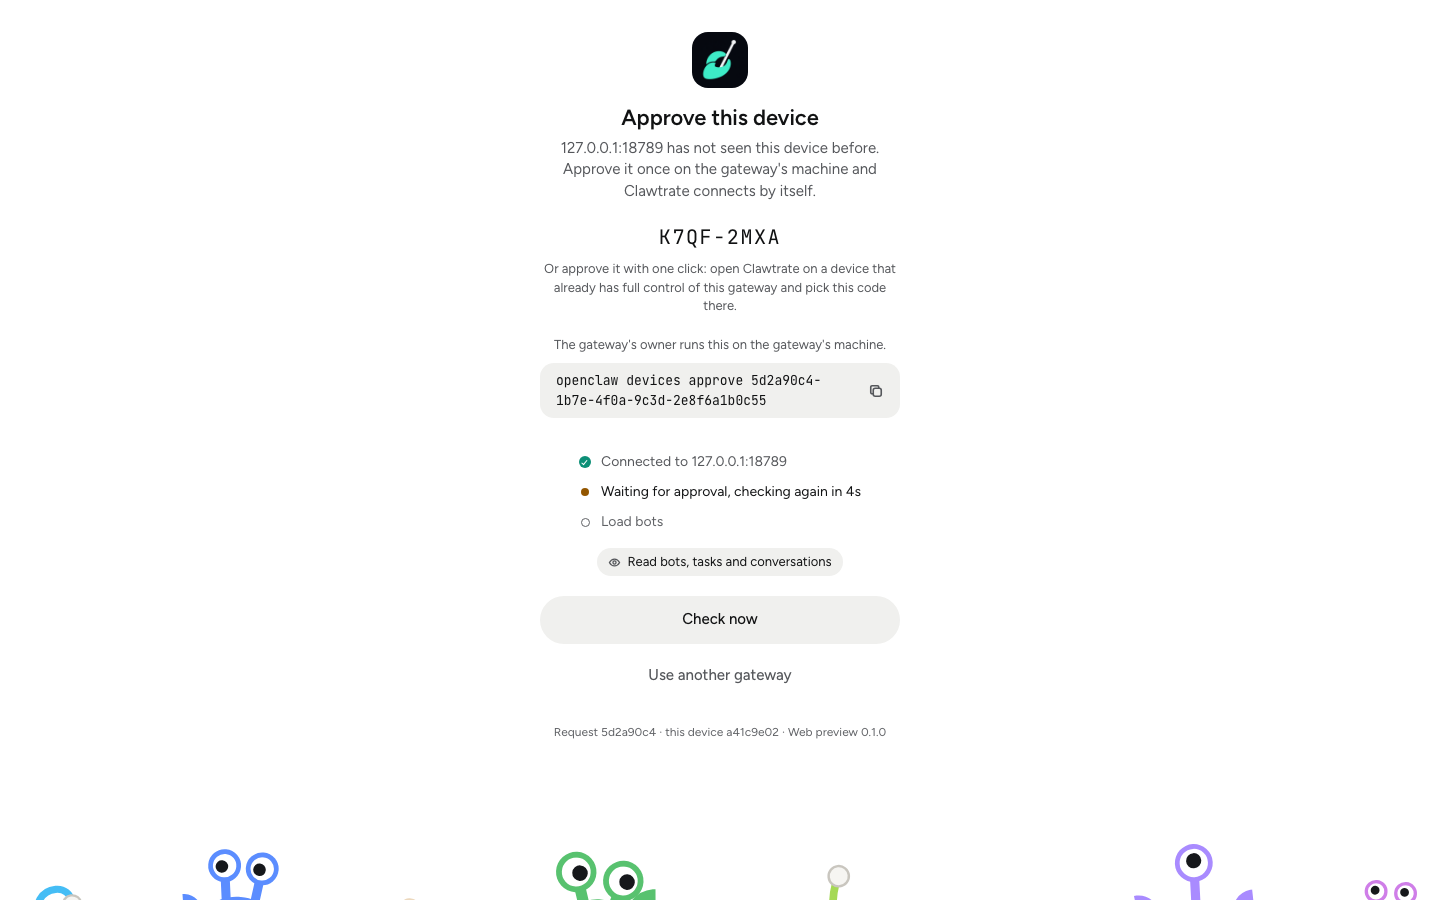 Approve this device
127.0.0.1:18789 has not seen this device before.
Approve it once on the gateway's machine and
Clawtrate connects by itself.
K7QF-2MXA
Or approve it with one click: open Clawtrate on a device that
already has full control of this gateway and pick this code
there.
The gateway's owner runs this on the gateway's machine.
openclaw devices approve 5d2a90c4-
1b7e-4f0a-9c3d-2e8f6a1b0c55
Connected to 127.0.0.1:18789
Waiting for approval, checking again in 4s
Load bots
Read bots, tasks and conversations
Check now
Use another gateway
Request 5d2a90c4 · this device a41c9e02 · Web preview 0.1.0